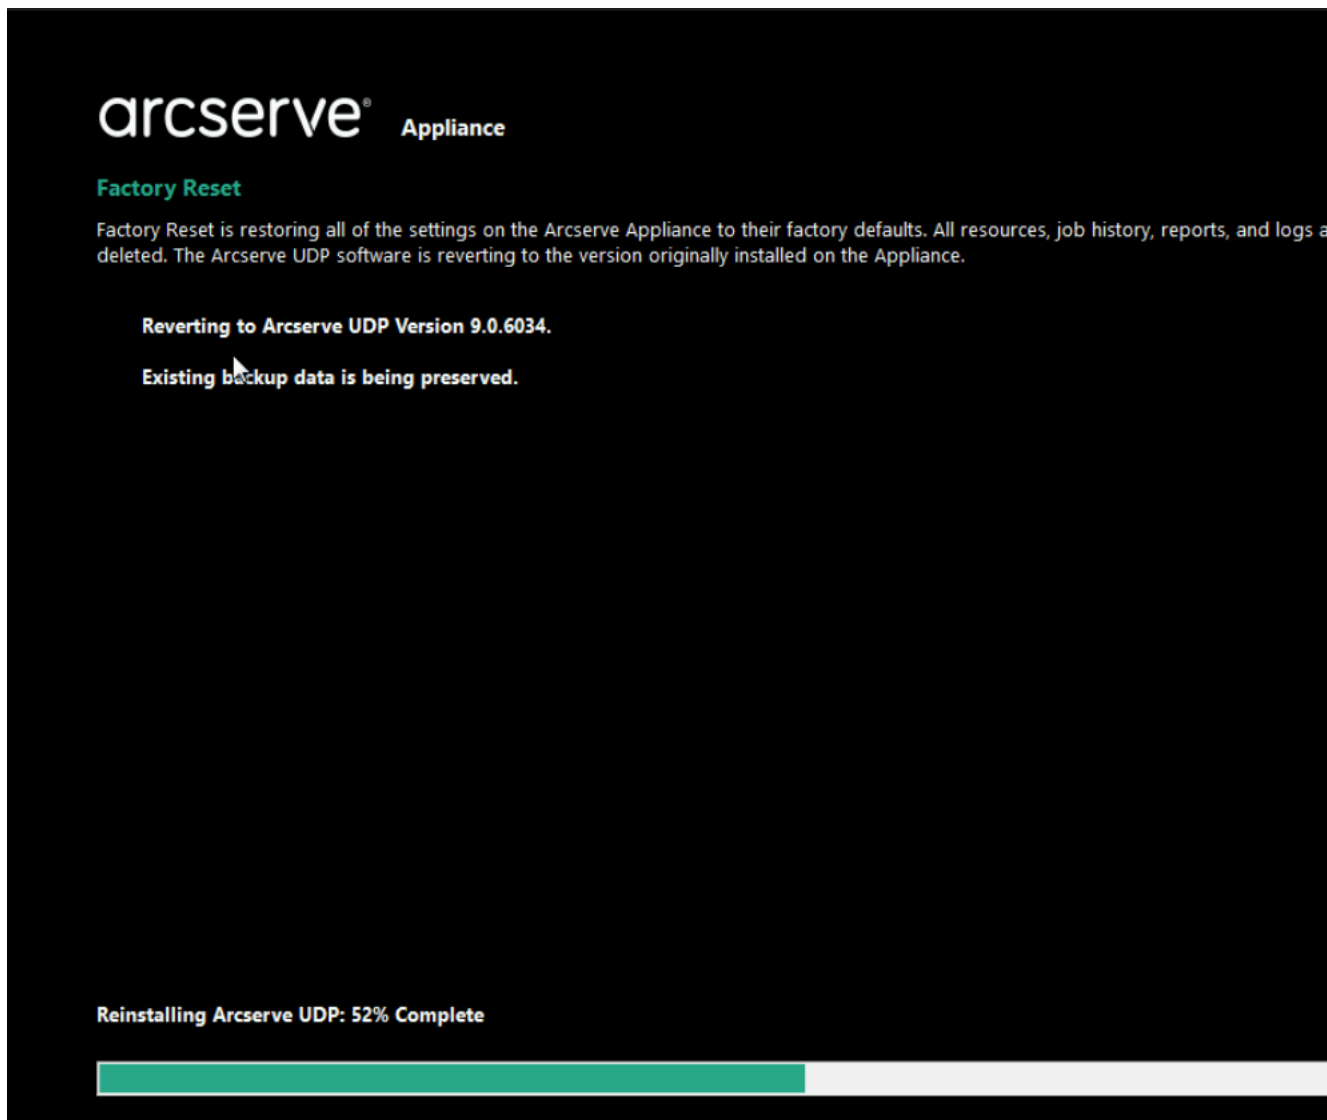 arcserve® Appliance
Factory Reset
Factory Reset is restoring all of the settings on the Arcserve Appliance to their factory defaults. All resources, job history, reports, and logs
deleted. The Arcserve UDP software is reverting to the version originally installed on the Appliance.
Reverting to Arcserve UDP Version 9.0.6034.
Existing backup data is being preserved.
Reinstalling Arcserve UDP: 52% Complete